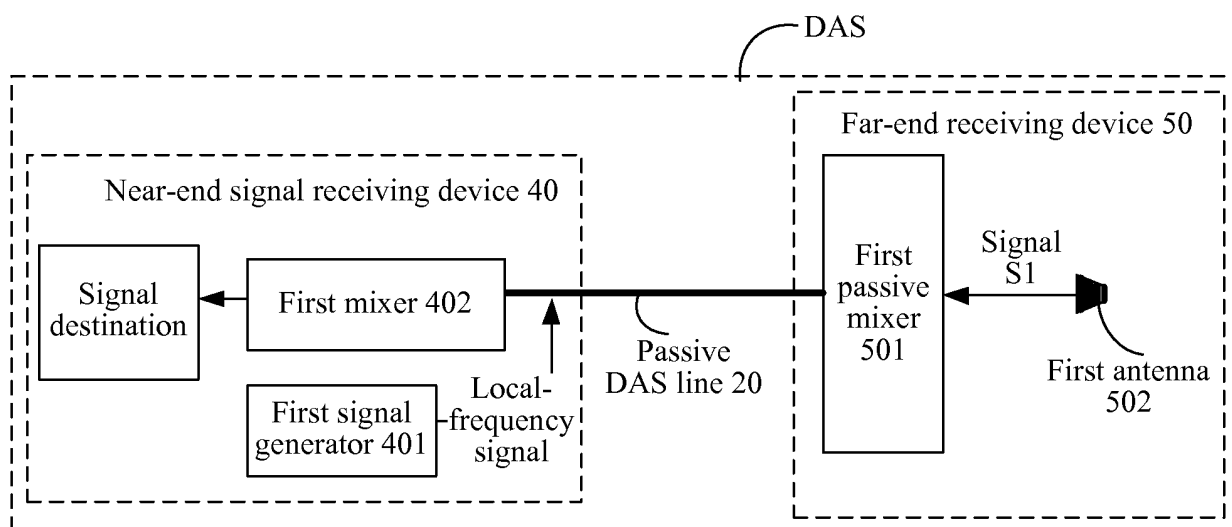 DAS
Far-end receiving device 50
Near-end signal receiving device 40
Signal
destination
First mixer 402
First signal
generator 401
Local-
frequency
signal
Passive
DAS line 20
First
passive
mixer
501
Signal
S1
First antenna
502